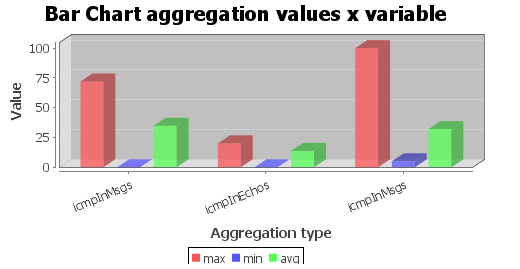 Bar Chart aggregation values x variable
Value
100
75
50
25
0
icmpInMsgs
icmpInEchos
icmpInMsgs
Aggregation type
max min avg